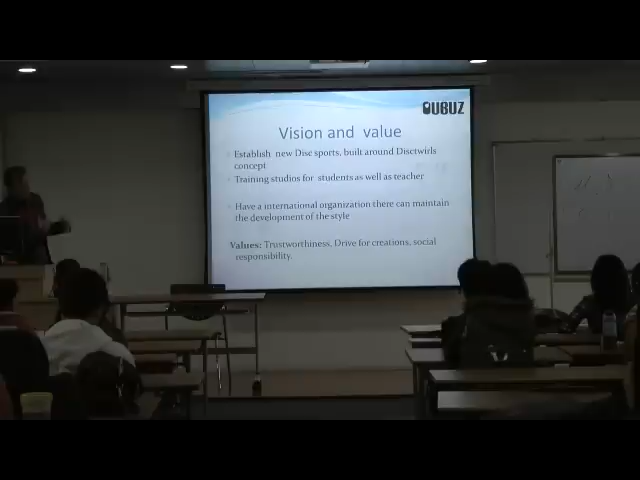 QUBUZ
Vision and value
Establish new Disc sports, built around Disctwirls
concept
Training studios for students as well as teacher
Have a international organization there can maintain
the development of the style
Values: Trustworthiness, Drive for creations, social
responsibility.